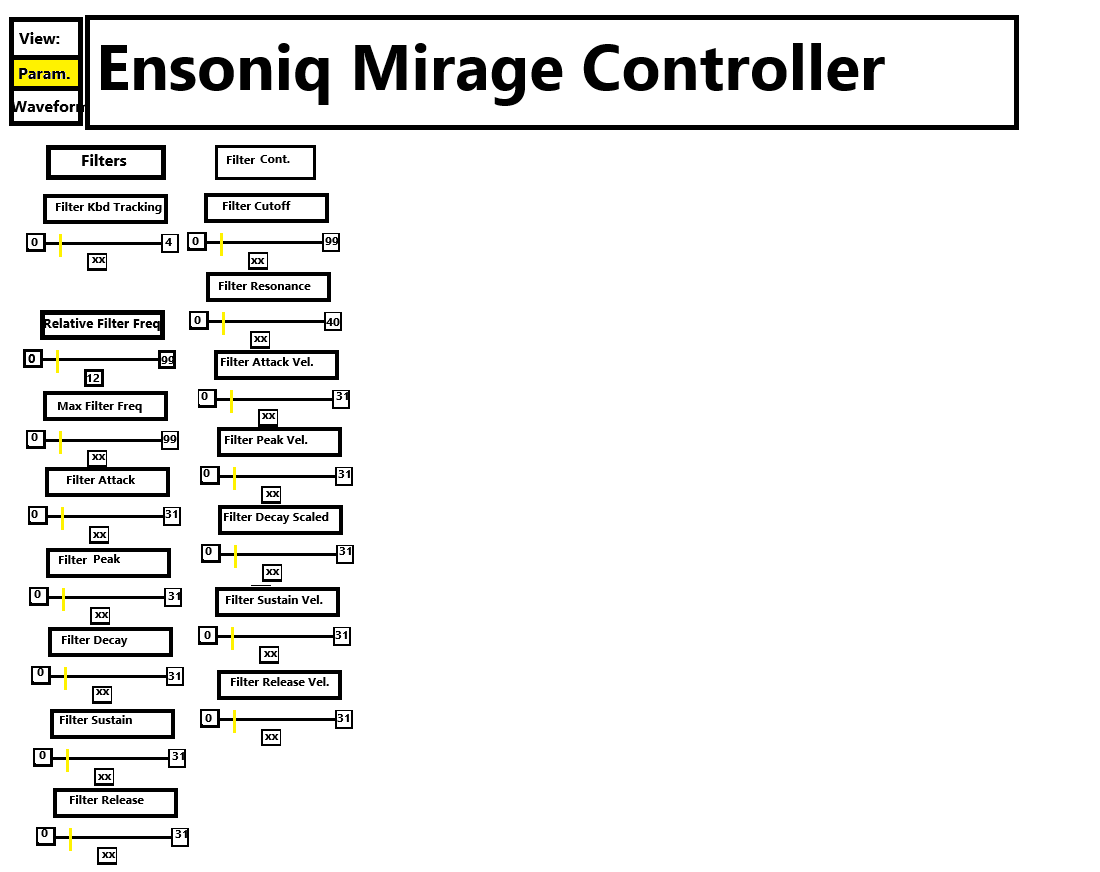 View:
Param.
Waveform
Ensoniq Mirage Controller
Filters
Filter Kbd Tracking
0 4
xx
Relative Filter Freq
0 99
12
Max Filter Freq
0 99
xx
Filter Attack
0 31
xx
Filter Peak
0 31
xx
Filter Decay
0 31
xx
Filter Sustain
0 31
xx
Filter Release
0 31
xx
Filter Cont.
Filter Cutoff
0 99
xx
Filter Resonance
0 40
xx
Filter Attack Vel.
0 31
xx
Filter Peak Vel.
0 31
xx
Filter Decay Scaled
0 31
xx
Filter Sustain Vel.
0 31
xx
Filter Release Vel.
0 31
xx